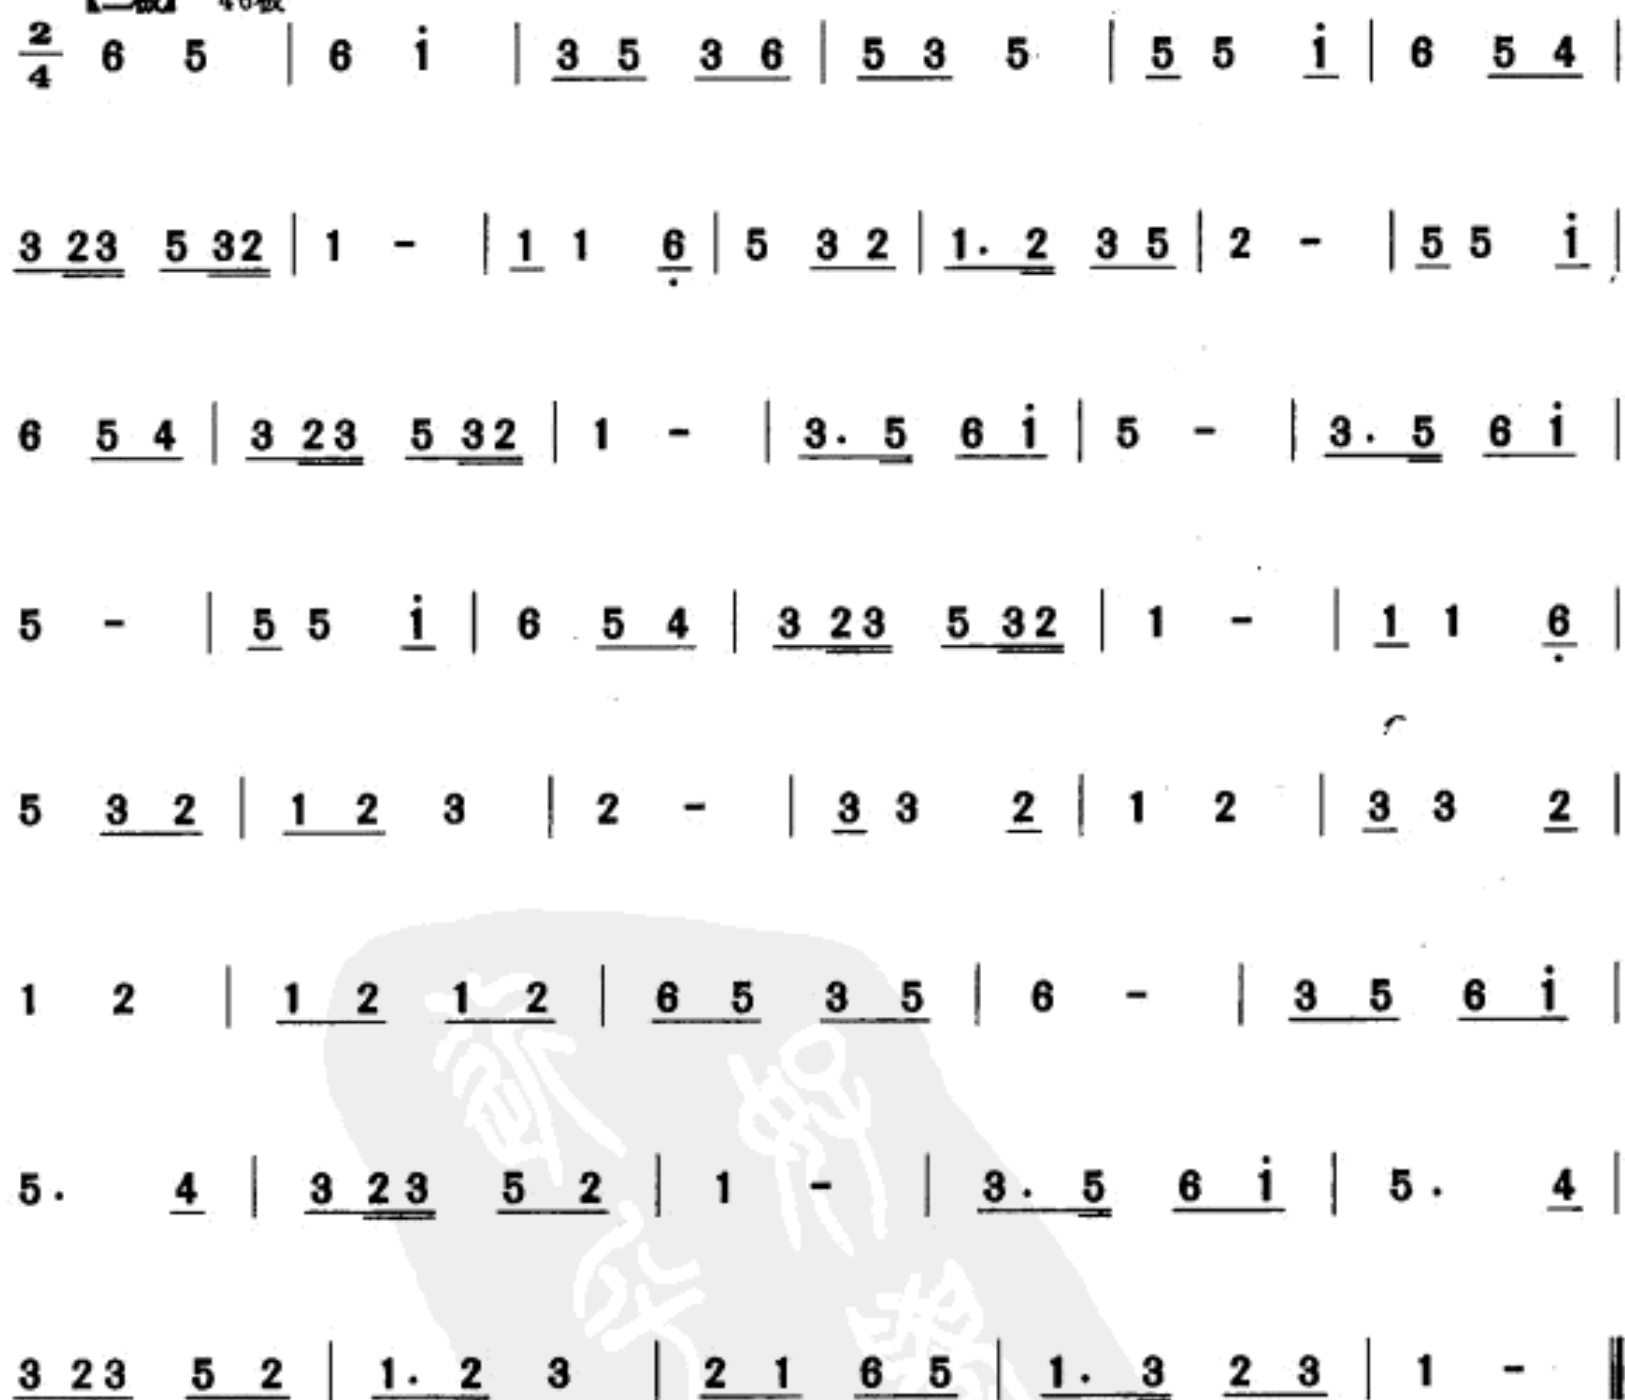 【二板】 46板
2/4 6 5 | 6 i | 3 5 3 6 | 5 3 5 | 5 5 i | 6 5 4 |
3 23 5 32 | 1 - | 1 1 6 | 5 3 2 | 1. 2 3 5 | 2 - | 5 5 i |
6 5 4 | 3 23 5 32 | 1 - | 3. 5 6 i | 5 - | 3. 5 6 i |
5 - | 5 5 i | 6 5 4 | 3 23 5 32 | 1 - | 1 1 6 |
5 3 2 | 1 2 3 | 2 - | 3 3 2 | 1 2 | 3 3 2 |
1 2 | 1 2 1 2 | 6 5 3 5 | 6 - | 3 5 6 i |
5. 4 | 3 23 5 2 | 1 - | 3. 5 6 i | 5. 4 |
3 23 5 2 | 1. 2 3 | 2 1 6 5 | 1. 3 2 3 | 1 - ‖